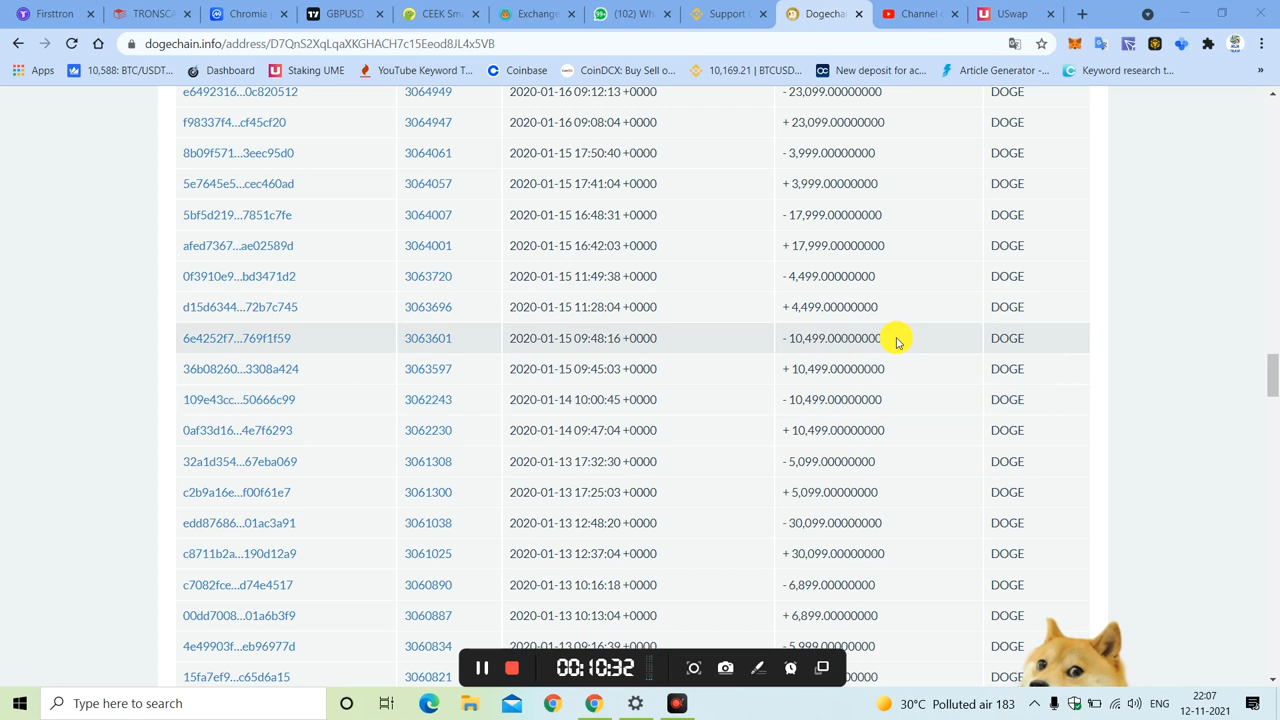 Firstron
TRONSCA
GBPUSD
CEEK Sm
Exchange
(102) Wh
Support C
Dogechain
Channel c
Uswap
dogechain.info/address/D7QnS2XqLqaXKGHACH7c15Eeod8JL4x5VB
Apps 10,588: BTC/USDT... Dashboard Staking UME YouTube Keyword T... Coinbase CoinDCX: Buy Sell o... 10,169.21 | BTCUSD... New deposit for ac... Article Generator -... Keyword research t... »
e6492316...0c820512 3064949 2020-01-16 09:12:13 +0000 - 23,099.00000000 DOGE
f98337f4...cf45cf20 3064947 2020-01-16 09:08:04 +0000 + 23,099.00000000 DOGE
8b09f571...3eec95d0 3064061 2020-01-15 17:50:40 +0000 - 3,999.00000000 DOGE
5e7645e5...cec460ad 3064057 2020-01-15 17:41:04 +0000 + 3,999.00000000 DOGE
5bf5d219...7851c7fe 3064007 2020-01-15 16:48:31 +0000 - 17,999.00000000 DOGE
afed7367...ae02589d 3064001 2020-01-15 16:42:03 +0000 + 17,999.00000000 DOGE
0f3910e9...bd3471d2 3063720 2020-01-15 11:49:38 +0000 - 4,499.00000000 DOGE
d15d6344...72b7c745 3063696 2020-01-15 11:28:04 +0000 + 4,499.00000000 DOGE
6e4252f7...769f1f59 3063601 2020-01-15 09:48:16 +0000 - 10,499.00000000 DOGE
36b08260...3308a424 3063597 2020-01-15 09:45:03 +0000 + 10,499.00000000 DOGE
109e43cc...50666c99 3062243 2020-01-14 10:00:45 +0000 - 10,499.00000000 DOGE
0af33d16...4e7f6293 3062230 2020-01-14 09:47:04 +0000 + 10,499.00000000 DOGE
32a1d354...67eba069 3061308 2020-01-13 17:32:30 +0000 - 5,099.00000000 DOGE
c2b9a16e...f00f61e7 3061300 2020-01-13 17:25:03 +0000 + 5,099.00000000 DOGE
edd87686...01ac3a91 3061038 2020-01-13 12:48:20 +0000 - 30,099.00000000 DOGE
c8711b2a...190d12a9 3061025 2020-01-13 12:37:04 +0000 + 30,099.00000000 DOGE
c7082fce...d74e4517 3060890 2020-01-13 10:16:18 +0000 - 6,899.00000000 DOGE
00dd7008...01a6b3f9 3060887 2020-01-13 10:13:04 +0000 + 6,899.00000000 DOGE
4e49903f...eb96977d 3060834 2020-01-13 09:16:39 +0000 - 5,999.00000000 DOGE
15fa7ef9...c65d6a15 3060821 DOGE
00:10:32
Type here to search
30°C Polluted air 183
ENG
22:07
12-11-2021